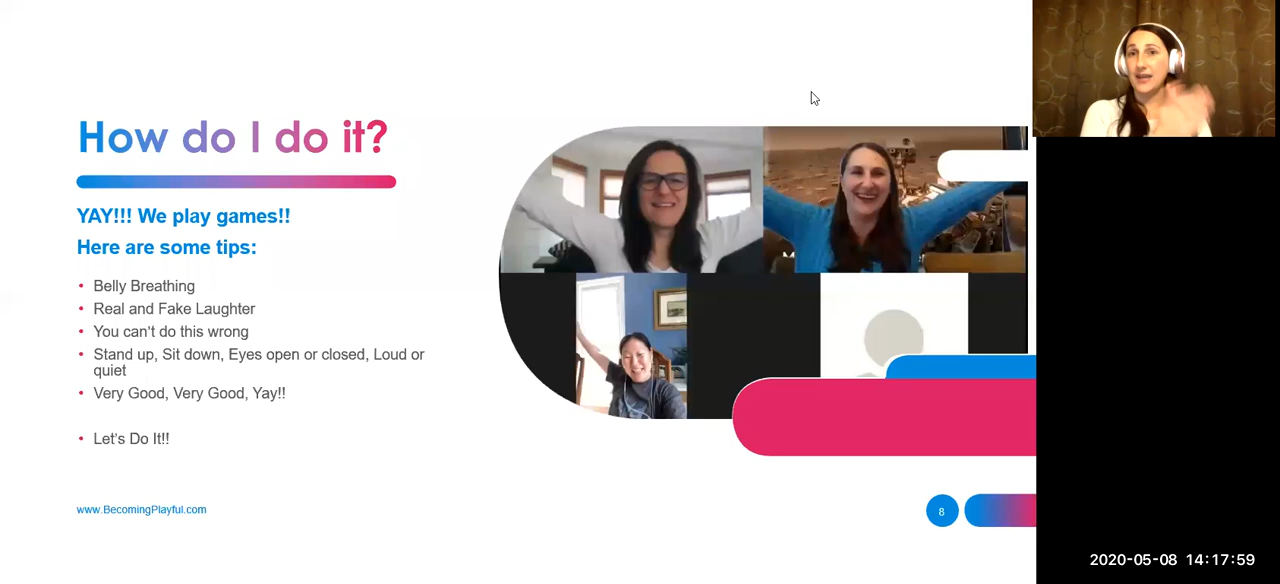 How do I do it?
YAY!!! We play games!!
Here are some tips:
• Belly Breathing
• Real and Fake Laughter
• You can't do this wrong
• Stand up, Sit down, Eyes open or closed, Loud or
quiet
• Very Good, Very Good, Yay!!
• Let's Do It!!
www.BecomingPlayful.com
8
2020-05-08 14:17:59